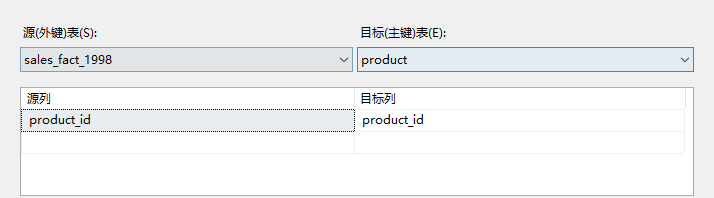 源(外键)表(S): 目标(主键)表(E):
sales_fact_1998 product
源列 目标列
product_id product_id